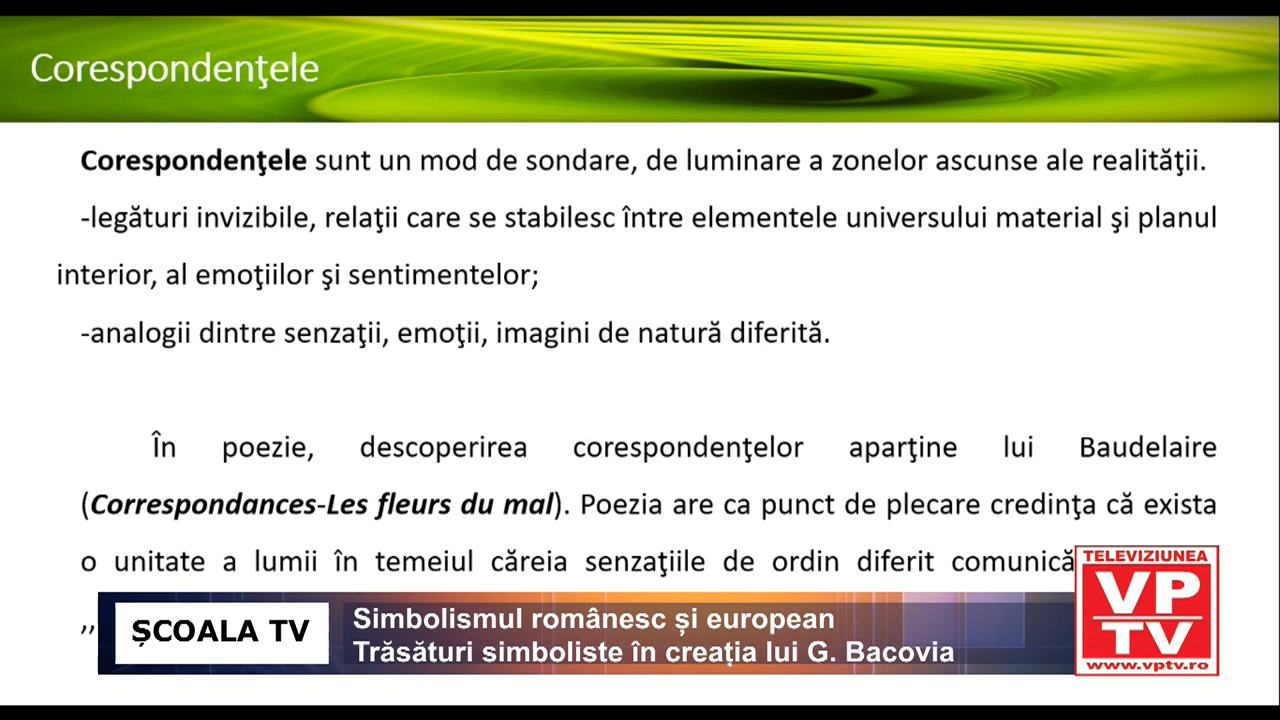 Corespondenţele
Corespondenţele sunt un mod de sondare, de luminare a zonelor ascunse ale realităţii.
-legături invizibile, relaţii care se stabilesc între elementele universului material şi planul
interior, al emoţiilor şi sentimentelor;
-analogii dintre senzaţii, emoţii, imagini de natură diferită.
În poezie, descoperirea corespondenţelor aparţine lui Baudelaire
(Correspondances-Les fleurs du mal). Poezia are ca punct de plecare credinţa că exista
o unitate a lumii în temeiul căreia senzaţiile de ordin diferit comunică
,,
ȘCOALA TV
Simbolismul românesc și european
Trăsături simboliste în creația lui G. Bacovia
TELEVIZIUNEA
VP
TV
www.vptv.ro